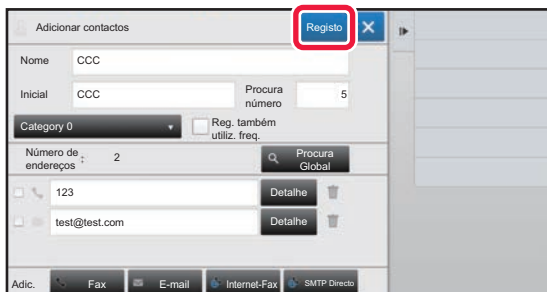 Adicionar contactos Registo
Nome CCC
Inicial CCC Procura número 5
Category 0 Reg. também utiliz. freq.
Número de endereços : 2 Procura Global
123 Detalhe
test@test.com Detalhe
Adic. Fax E-mail Internet-Fax SMTP Directo